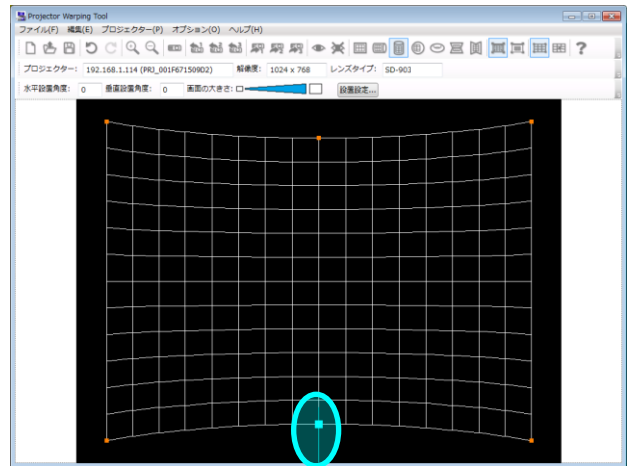 Projector Warping Tool
ファイル(F) 編集(E) プロジェクター(P) オプション(O) ヘルプ(H)
プロジェクター: 192.168.1.114 (PRJ_001F671509D2) 解像度: 1024 x 768 レンズタイプ: SD-903
水平設置角度: 0 垂直設置角度: 0 画面の大きさ: 設置設定...